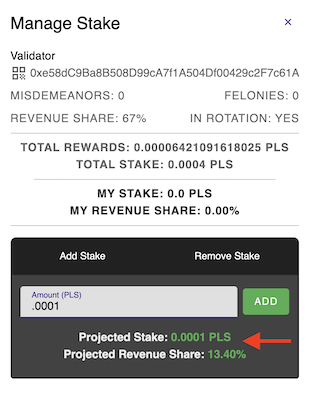 Manage Stake ×
Validator
0xe58dC9Ba8B508D99cA7f1A504Df00429c2F7c61A
MISDEMEANORS: 0 FELONIES: 0
REVENUE SHARE: 67% IN ROTATION: YES
TOTAL REWARDS: 0.00006421091618025 PLS
TOTAL STAKE: 0.0004 PLS
MY STAKE: 0.0 PLS
MY REVENUE SHARE: 0.00%
Add Stake Remove Stake
Amount (PLS)
.0001 ADD
Projected Stake: 0.0001 PLS
Projected Revenue Share: 13.40%